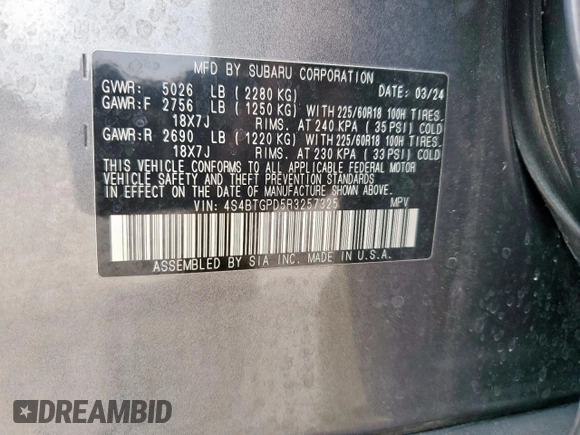 MFD BY SUBARU CORPORATION
GVWR: 5026 LB (2280 KG) DATE: 03/24
GAWR:F 2756 LB (1250 KG) WITH 225/60R18 100H TIRES.
18X7J RIMS. AT 240 KPA (35 PSI) COLD
GAWR:R 2690 LB (1220 KG) WITH 225/60R18 100H TIRES.
18X7J RIMS. AT 230 KPA (33 PSI) COLD
THIS VEHICLE CONFORMS TO ALL APPLICABLE FEDERAL MOTOR
VEHICLE SAFETY AND THEFT PREVENTION STANDARDS
IN EFFECT ON THE DATE OF MANUFACTURE SHOWN ABOVE.
VIN: 4S4BTGPD5R3257325 MPV
ASSEMBLED BY SIA INC. MADE IN U.S.A.
DREAMBID